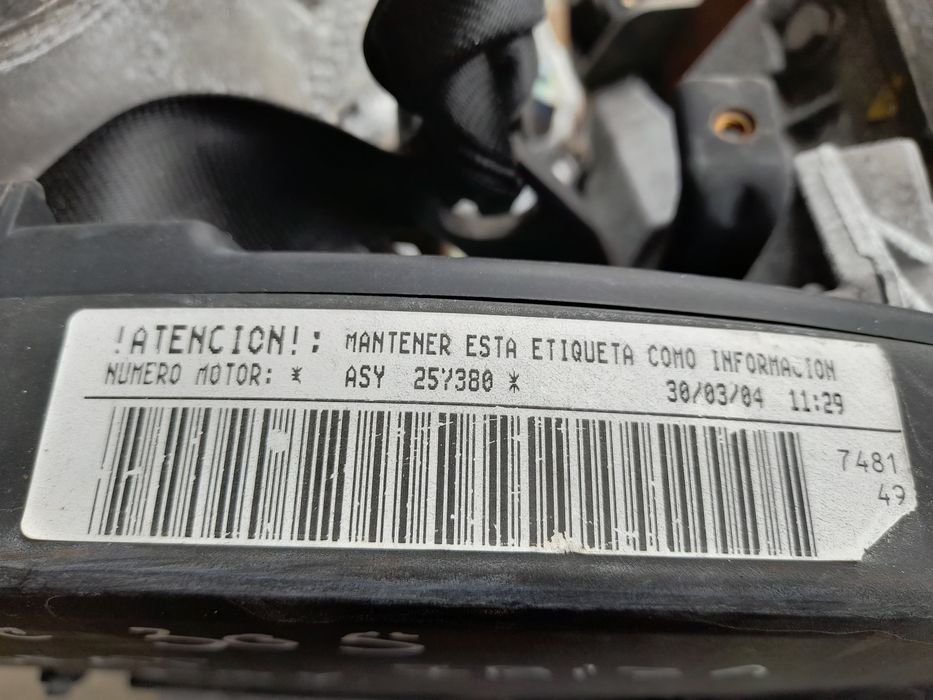 !ATENCION!: MANTENER ESTA ETIQUETA COMO INFORMACION
NUMERO MOTOR: * ASY 257380 * 30/03/04 11:29
7481
49